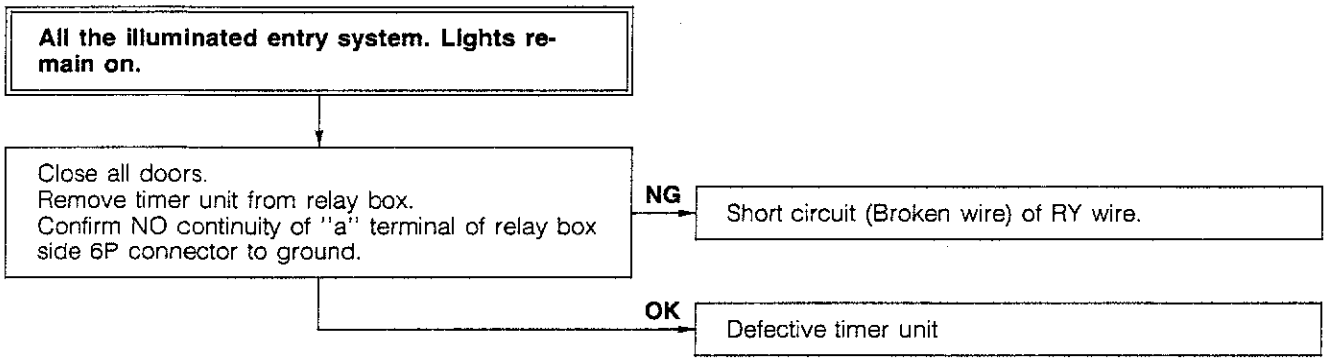 All the illuminated entry system. Lights re-
main on.
Close all doors.
Remove timer unit from relay box.
Confirm NO continuity of "a" terminal of relay box
side 6P connector to ground.
NG
Short circuit (Broken wire) of RY wire.
OK
Defective timer unit